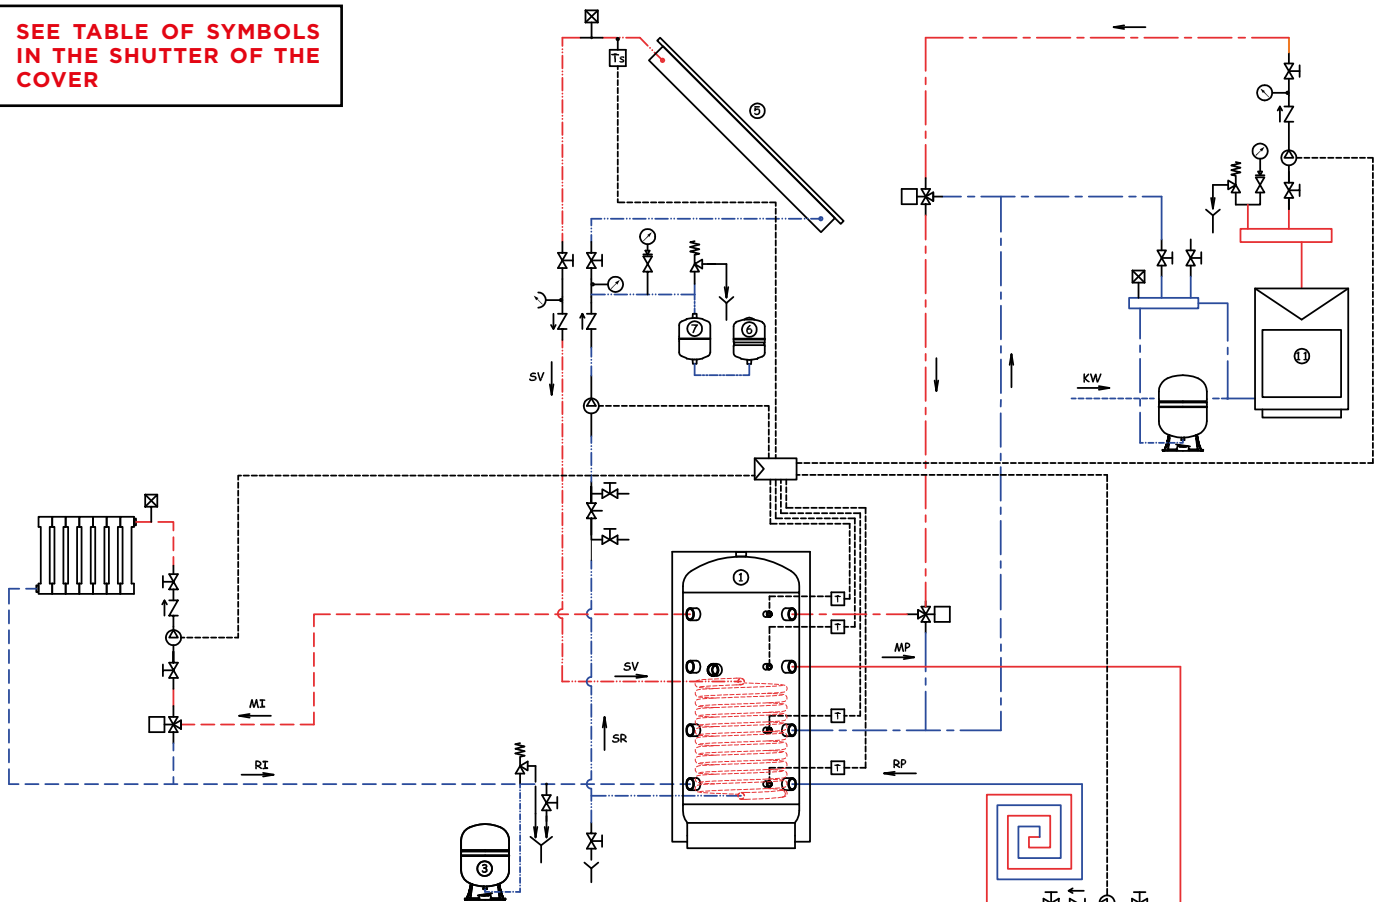 SEE TABLE OF SYMBOLS
IN THE SHUTTER OF THE
COVER
Ts
5
7
6
11
SV
KW
1
T
T
MP
SV
T
MI
SR
RI
T
RP
3